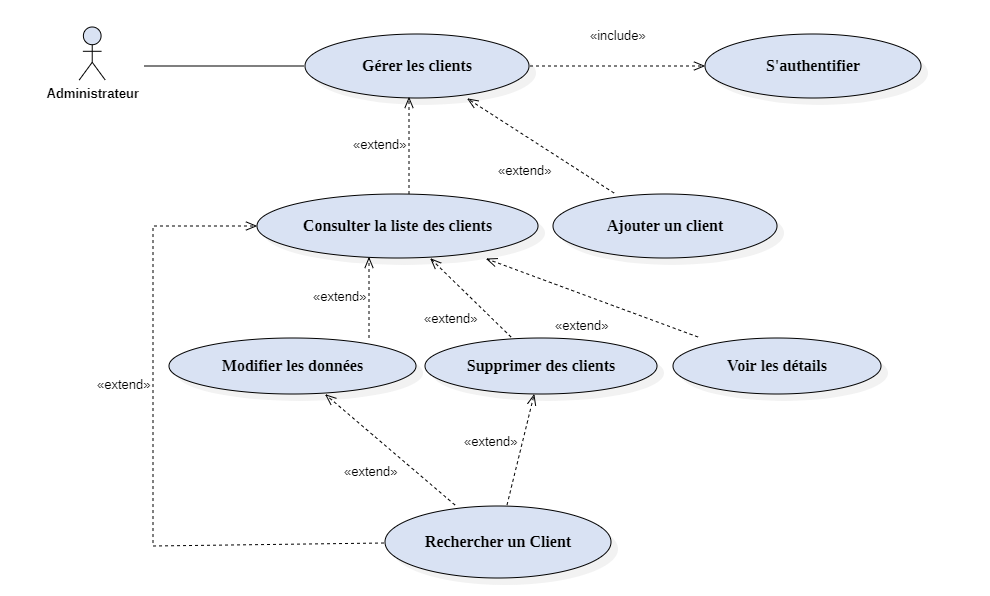 «include»
Gérer les clients
S'authentifier
Administrateur
«extend»
«extend»
Consulter la liste des clients
Ajouter un client
«extend»
«extend»
«extend»
Modifier les données
Supprimer des clients
Voir les détails
«extend»
«extend»
«extend»
Rechercher un Client